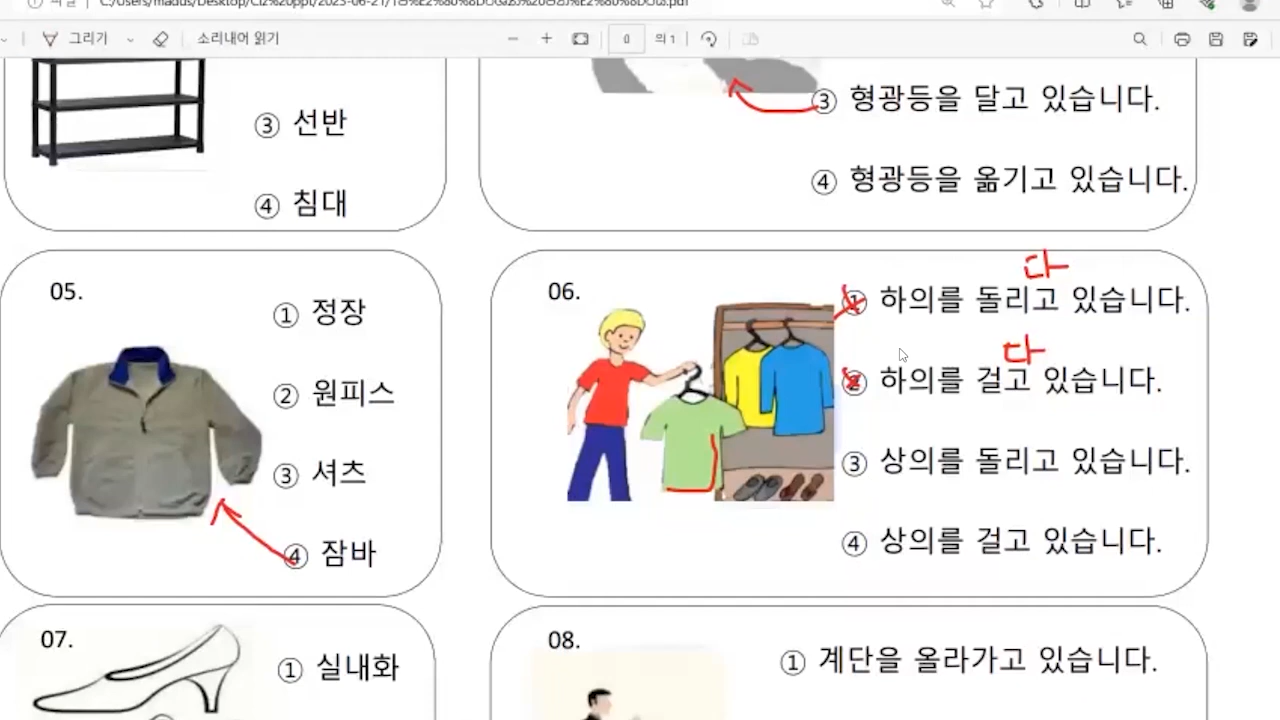 그리기
소리내어 읽기
의 1
③ 선반
④ 침대
③ 형광등을 달고 있습니다.
④ 형광등을 옮기고 있습니다.
05.
① 정장
② 원피스
③ 셔츠
④ 잠바
06.
다
① 하의를 돌리고 있습니다.
다
② 하의를 걸고 있습니다.
③ 상의를 돌리고 있습니다.
④ 상의를 걸고 있습니다.
07.
① 실내화
08.
① 계단을 올라가고 있습니다.